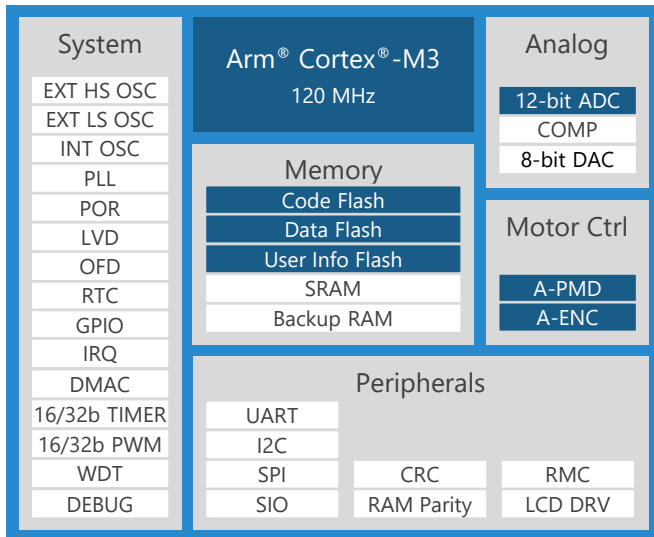 System
EXT HS OSC
EXT LS OSC
INT OSC
PLL
POR
LVD
OFD
RTC
GPIO
IRQ
DMAC
16/32b TIMER
16/32b PWM
WDT
DEBUG
Arm® Cortex®-M3
120 MHz
Memory
Code Flash
Data Flash
User Info Flash
SRAM
Backup RAM
Analog
12-bit ADC
COMP
8-bit DAC
Motor Ctrl
A-PMD
A-ENC
Peripherals
UART
I2C
SPI CRC RMC
SIO RAM Parity LCD DRV